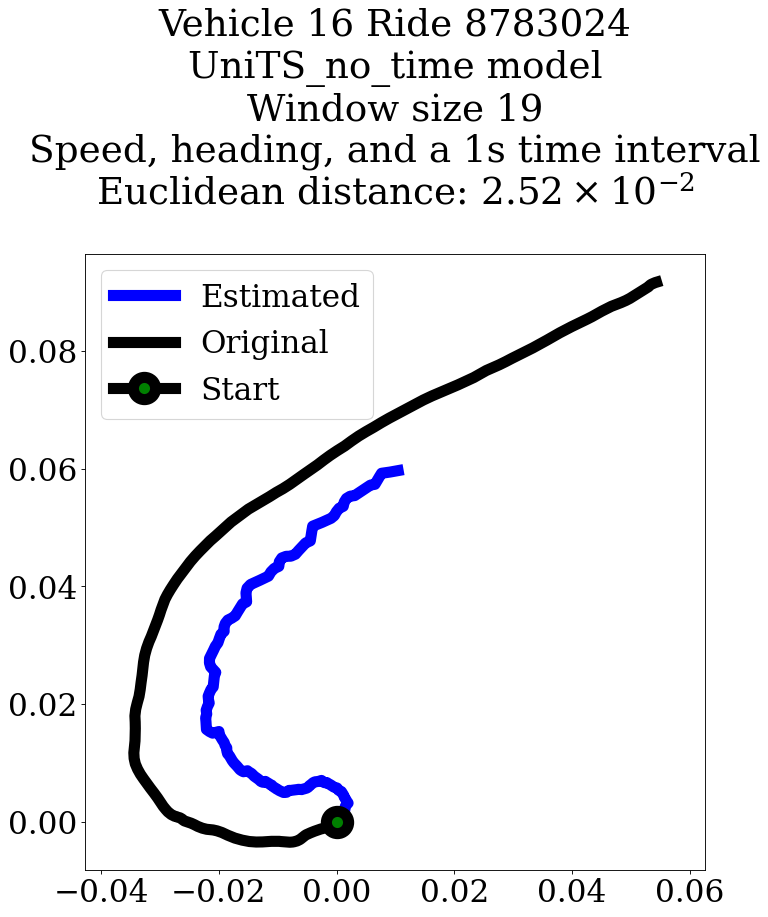 Vehicle 16 Ride 8783024
UniTS_no_time model
Window size 19
Speed, heading, and a 1s time interval
Euclidean distance: 2.52 × 10⁻²
Estimated
Original
Start
0.08
0.06
0.04
0.02
0.00
−0.04 −0.02 0.00 0.02 0.04 0.06